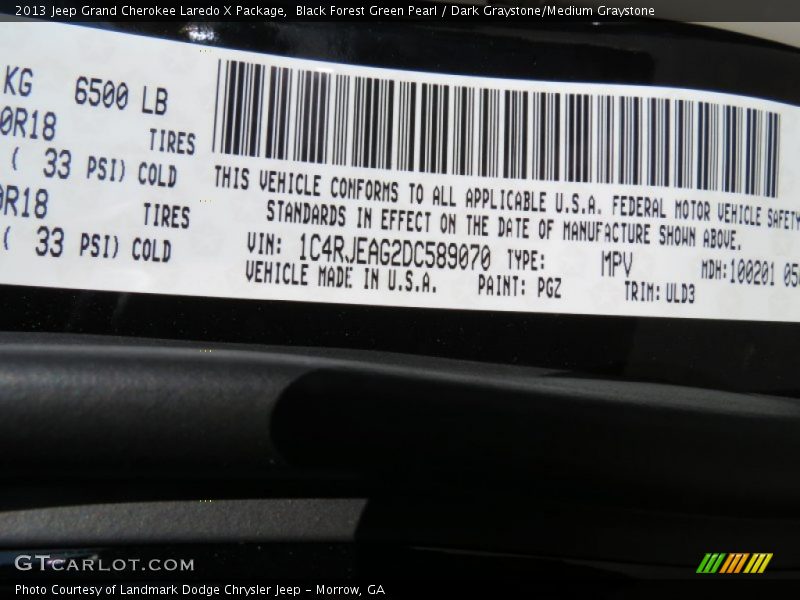 2013 Jeep Grand Cherokee Laredo X Package,  Black Forest Green Pearl / Dark Graystone/Medium Graystone
KG 6500 LB
0R18 TIRES
( 33 PSI) COLD
0R18 TIRES
( 33 PSI) COLD
THIS VEHICLE CONFORMS TO ALL APPLICABLE U.S.A. FEDERAL MOTOR VEHICLE SAFETY
STANDARDS IN EFFECT ON THE DATE OF MANUFACTURE SHOWN ABOVE.
VIN: 1C4RJEAG2DC589070 TYPE: MPV MDH:100201 05
VEHICLE MADE IN U.S.A. PAINT: PGZ TRIM: ULD3
GTCARLOT.COM
Photo Courtesy of Landmark Dodge Chrysler Jeep - Morrow, GA